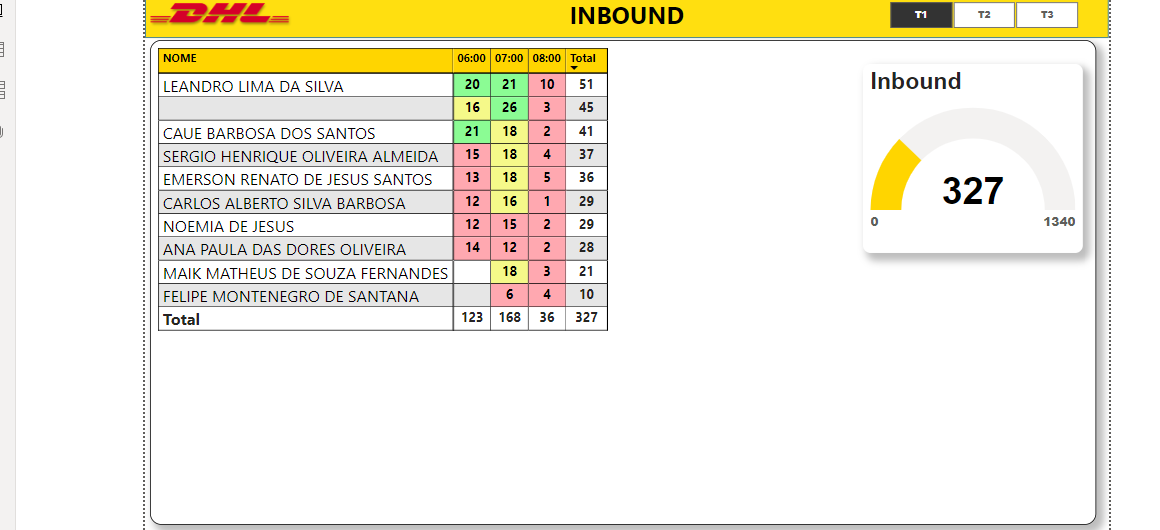 DHL
INBOUND
T1 T2 T3
NOME 06:00 07:00 08:00 Total
LEANDRO LIMA DA SILVA 20 21 10 51
16 26 3 45
CAUE BARBOSA DOS SANTOS 21 18 2 41
SERGIO HENRIQUE OLIVEIRA ALMEIDA 15 18 4 37
EMERSON RENATO DE JESUS SANTOS 13 18 5 36
CARLOS ALBERTO SILVA BARBOSA 12 16 1 29
NOEMIA DE JESUS 12 15 2 29
ANA PAULA DAS DORES OLIVEIRA 14 12 2 28
MAIK MATHEUS DE SOUZA FERNANDES 18 3 21
FELIPE MONTENEGRO DE SANTANA 6 4 10
Total 123 168 36 327
Inbound
327
0 1340